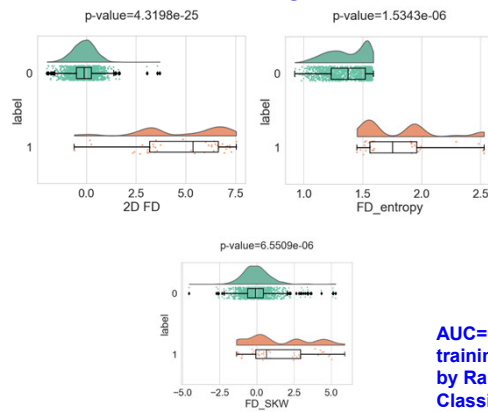 p-value=4.3198e-25
0
label
1
0.0 2.5 5.0 7.5
2D FD
p-value=1.5343e-06
0
label
1
1.0 1.5 2.0 2.5
FD_entropy
p-value=6.5509e-06
0
label
1
−5.0 −2.5 0.0 2.5 5.0
FD_SKW
AUC=
trainin
by Ra
Classi